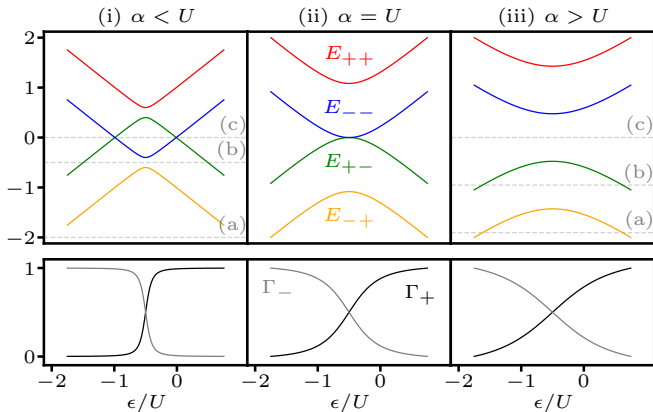 (i) α < U (ii) α = U (iii) α > U
2
1
0
−1
−2
E++
E−−
E+−
E−+
(c)
(b)
(a)
(c)
(b)
(a)
1
0
Γ−
Γ+
−2 −1 0 −2 −1 0 −2 −1 0
ϵ/U ϵ/U ϵ/U